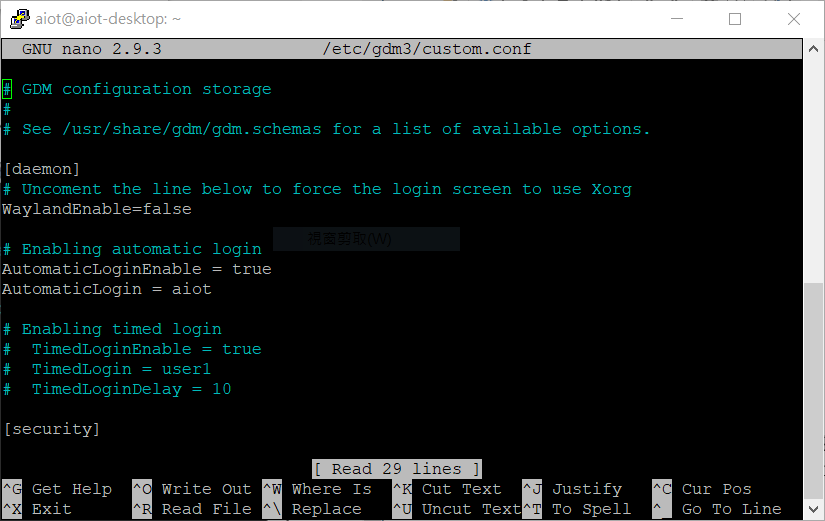 aiot@aiot-desktop: ~
GNU nano 2.9.3 /etc/gdm3/custom.conf
# GDM configuration storage
#
# See /usr/share/gdm/gdm.schemas for a list of available options.
[daemon]
# Uncoment the line below to force the login screen to use Xorg
WaylandEnable=false
視窗剪取(W)
# Enabling automatic login
AutomaticLoginEnable = true
AutomaticLogin = aiot
# Enabling timed login
#  TimedLoginEnable = true
#  TimedLogin = user1
#  TimedLoginDelay = 10
[security]
[ Read 29 lines ]
^G Get Help ^O Write Out ^W Where Is ^K Cut Text ^J Justify ^C Cur Pos
^X Exit ^R Read File ^\ Replace ^U Uncut Text ^T To Spell ^ Go To Line